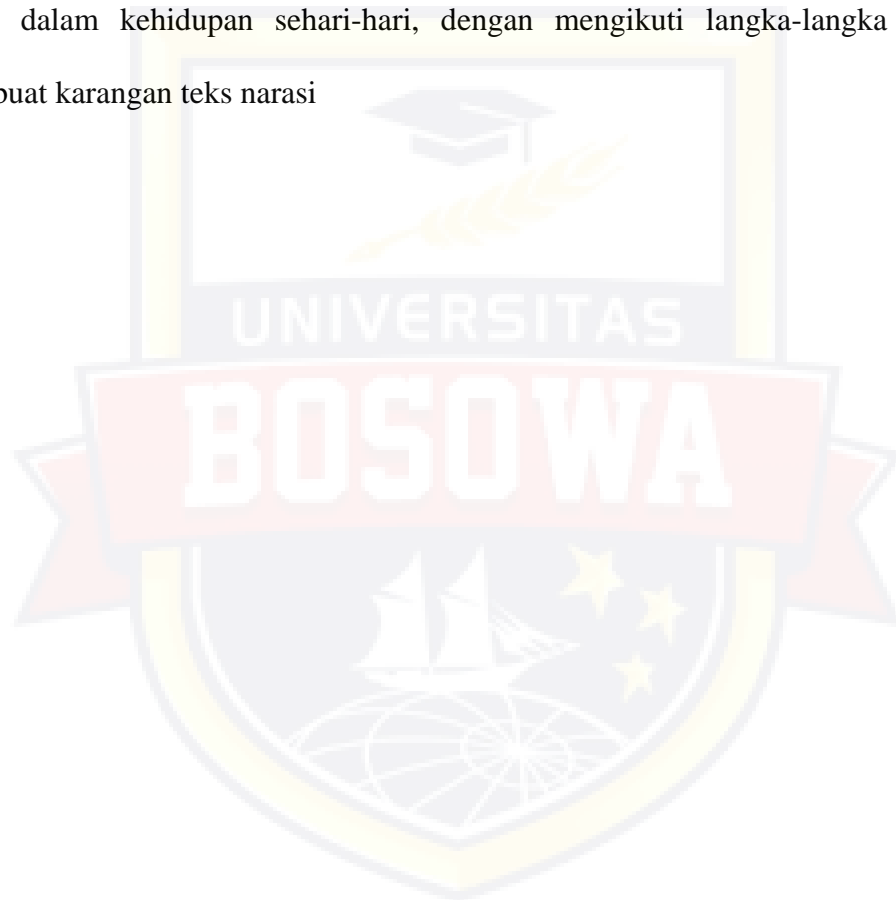 dalam kehidupan sehari-hari, dengan mengikuti langka-langka
buat karangan teks narasi
UNIVERSITAS
BOSOWA